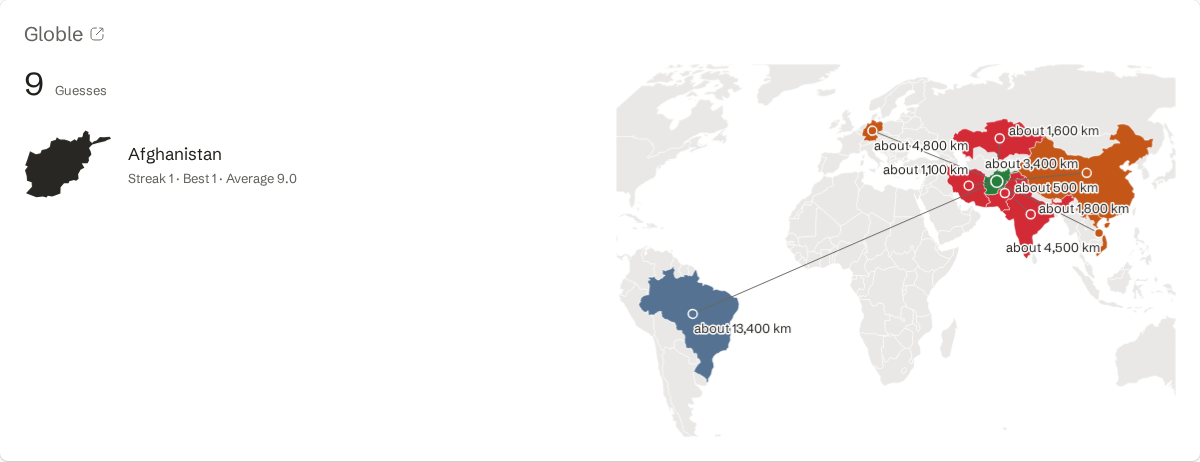 Globle
9 Guesses
Afghanistan
Streak 1 · Best 1 · Average 9.0
about 1,600 km
about 4,800 km
about 3,400 km
about 1,100 km
about 500 km
about 1,800 km
about 4,500 km
about 13,400 km